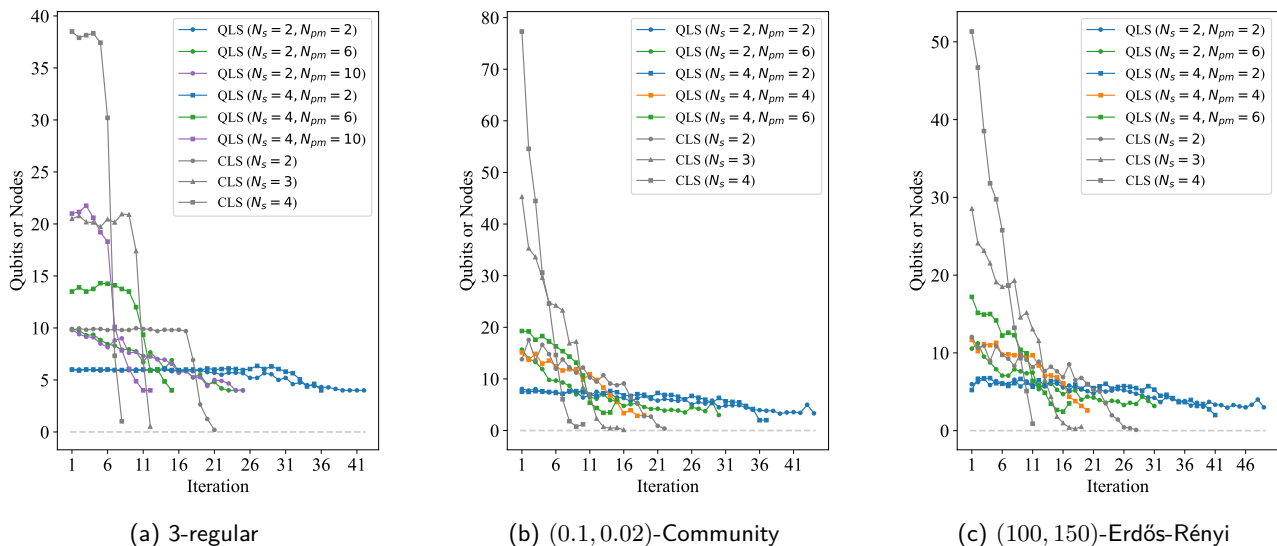 40
35
30
25
20
15
10
5
0
Qubits or Nodes
QLS (N_s = 2, N_pm = 2)
QLS (N_s = 2, N_pm = 6)
QLS (N_s = 2, N_pm = 10)
QLS (N_s = 4, N_pm = 2)
QLS (N_s = 4, N_pm = 6)
QLS (N_s = 4, N_pm = 10)
CLS (N_s = 2)
CLS (N_s = 3)
CLS (N_s = 4)
1 6 11 16 21 26 31 36 41
Iteration
(a) 3-regular
80
70
60
50
40
30
20
10
0
Qubits or Nodes
QLS (N_s = 2, N_pm = 2)
QLS (N_s = 2, N_pm = 6)
QLS (N_s = 4, N_pm = 2)
QLS (N_s = 4, N_pm = 4)
QLS (N_s = 4, N_pm = 6)
CLS (N_s = 2)
CLS (N_s = 3)
CLS (N_s = 4)
1 6 11 16 21 26 31 36 41
Iteration
(b) (0.1, 0.02)-Community
50
40
30
20
10
0
Qubits or Nodes
QLS (N_s = 2, N_pm = 2)
QLS (N_s = 2, N_pm = 6)
QLS (N_s = 4, N_pm = 2)
QLS (N_s = 4, N_pm = 4)
QLS (N_s = 4, N_pm = 6)
CLS (N_s = 2)
CLS (N_s = 3)
CLS (N_s = 4)
1 6 11 16 21 26 31 36 41 46
Iteration
(c) (100, 150)-Erdős-Rényi